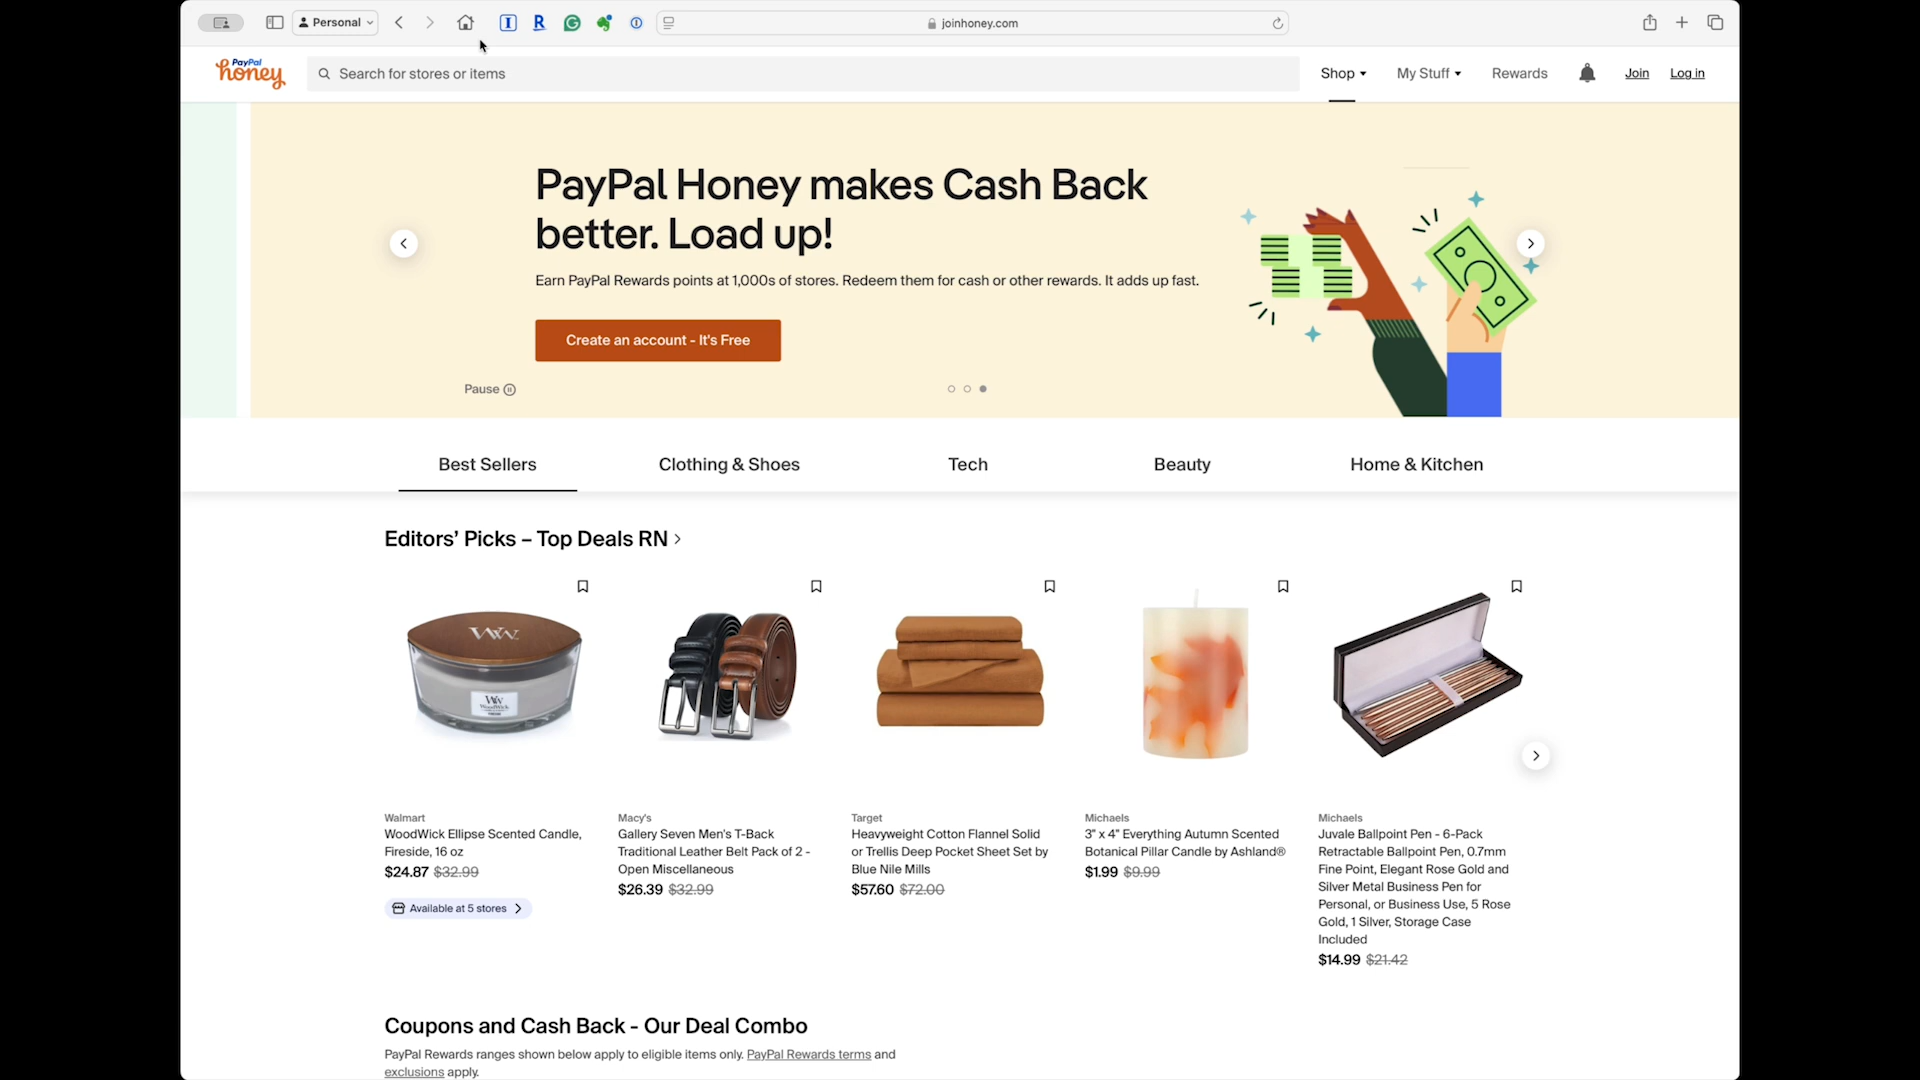 Personal
joinhoney.com
PayPal
honey
Search for stores or items
Shop
My Stuff
Rewards
Join
Log in
PayPal Honey makes Cash Back
better. Load up!
Earn PayPal Rewards points at 1,000s of stores. Redeem them for cash or other rewards. It adds up fast.
Create an account - It's Free
Pause
Best Sellers
Clothing & Shoes
Tech
Beauty
Home & Kitchen
Editors’ Picks – Top Deals RN
WW
WW
WoodWick
Walmart
WoodWick Ellipse Scented Candle,
Fireside, 16 oz
$24.87 $32.99
Available at 5 stores
Macy's
Gallery Seven Men's T-Back
Traditional Leather Belt Pack of 2 -
Open Miscellaneous
$26.39 $32.99
Target
Heavyweight Cotton Flannel Solid
or Trellis Deep Pocket Sheet Set by
Blue Nile Mills
$57.60 $72.00
Michaels
3" x 4" Everything Autumn Scented
Botanical Pillar Candle by Ashland®
$1.99 $9.99
Michaels
Juvale Ballpoint Pen - 6-Pack
Retractable Ballpoint Pen, 0.7mm
Fine Point, Elegant Rose Gold and
Silver Metal Business Pen for
Personal, or Business Use, 5 Rose
Gold, 1 Silver, Storage Case
Included
$14.99 $21.42
Coupons and Cash Back - Our Deal Combo
PayPal Rewards ranges shown below apply to eligible items only. PayPal Rewards terms and
exclusions apply.